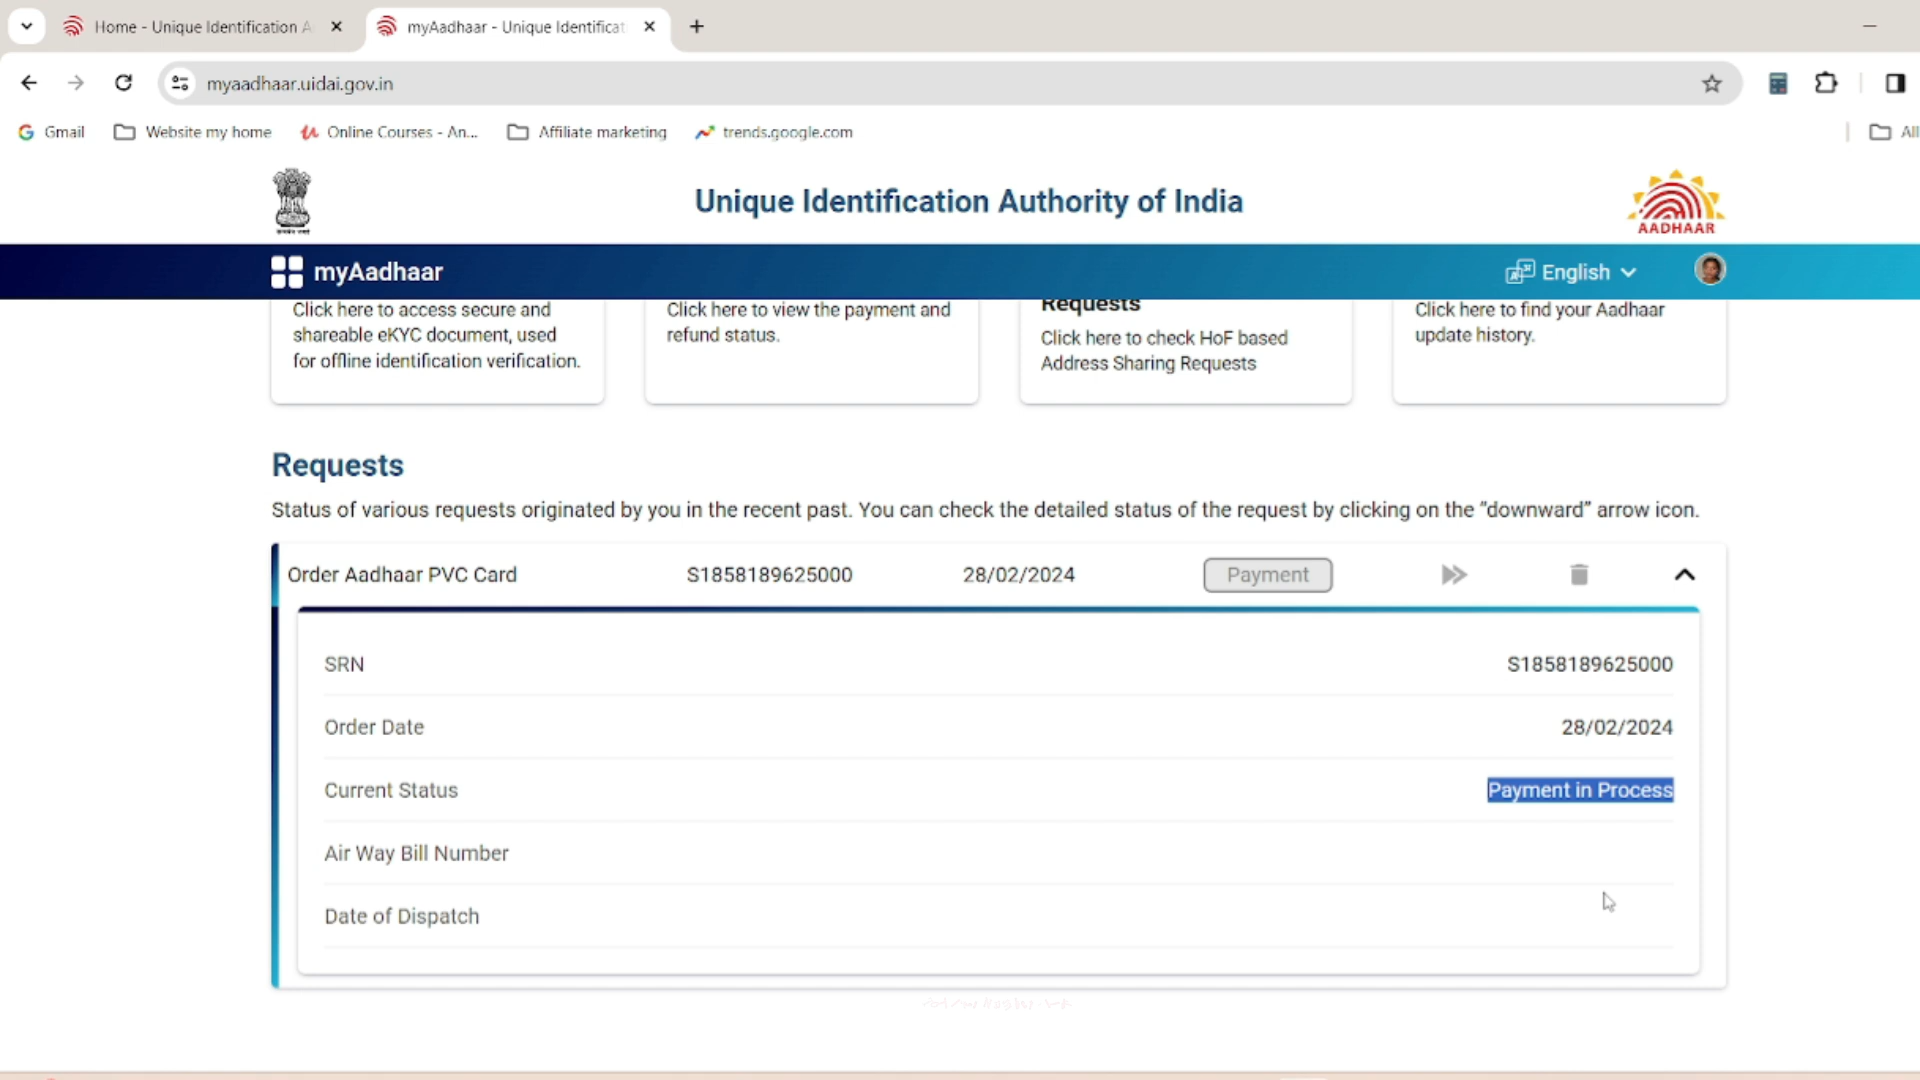 Home - Unique Identification A
myAadhaar - Unique Identificat
myaadhaar.uidai.gov.in
Gmail
Website my home
Online Courses - An...
Affiliate marketing
trends.google.com
All
Unique Identification Authority of India
AADHAAR
myAadhaar
English
Click here to access secure and
shareable eKYC document, used
for offline identification verification.
Click here to view the payment and
refund status.
Requests
Click here to check HoF based
Address Sharing Requests
Click here to find your Aadhaar
update history.
Requests
Status of various requests originated by you in the recent past. You can check the detailed status of the request by clicking on the “downward” arrow icon.
Order Aadhaar PVC Card S1858189625000 28/02/2024 Payment
SRN S1858189625000
Order Date 28/02/2024
Current Status Payment in Process
Air Way Bill Number
Date of Dispatch